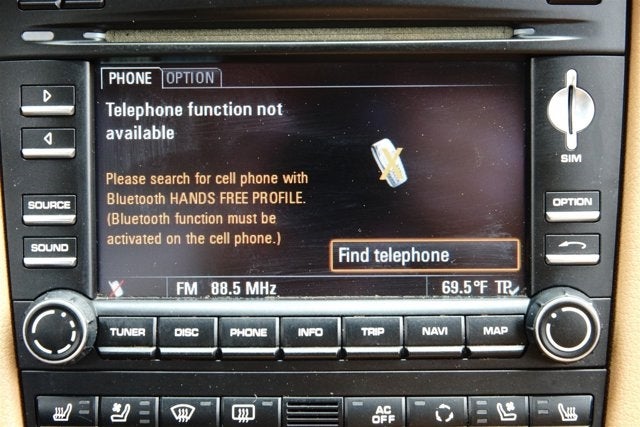 PHONE OPTION
Telephone function not
available
Please search for cell phone with
Bluetooth HANDS FREE PROFILE.
(Bluetooth function must be
activated on the cell phone.)
Find telephone
FM 88.5 MHz 69.5°F TP
SOURCE
SOUND
SIM
OPTION
TUNER DISC PHONE INFO TRIP NAVI MAP
AC
OFF